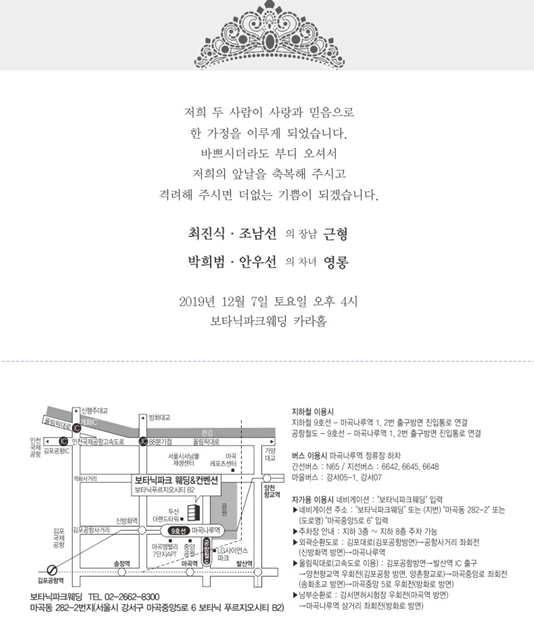 저희 두 사람이 사랑과 믿음으로
한 가정을 이루게 되었습니다.
바쁘시더라도 부디 오셔서
저희의 앞날을 축복해 주시고
격려해 주시면 더없는 기쁨이 되겠습니다.
최진식 · 조남선 의 장남 근형
박희범 · 안우선 의 차녀 영롱
2019년 12월 7일 토요일 오후 4시
보타닉파크웨딩 카라홀
신행주대교
방화대교
올림픽대로
IC
한강
인천국제공항
김포공항IC
IC
인천국제공항고속도로
IC
88분기점
올림픽대로
가양대교
서울시서남물재생센터
마곡레포츠센터
개화사거리
보타닉파크 웨딩&컨벤션
보타닉푸르지오시티 B2
양천향교역
공원
두산더랜드타워
신방화역
9호선
마곡나루역
김포국제공항
김포공항사거리
마곡엠밸리7단지APT
중앙공원
공항철도
LG사이언스파크
김포공항역
송정역
마곡역
발산역
보타닉파크웨딩 TEL 02-2662-8300
마곡동 282-2번지(서울시 강서구 마곡중앙5로 6 보타닉 푸르지오시티 B2)
지하철 이용시
지하철 9호선 - 마곡나루역 1, 2번 출구방면 진입통로 연결
공항철도 - 9호선 - 마곡나루역 1, 2번 출구방면 진입통로 연결
버스 이용시 마곡나루역 정류장 하차
간선버스 : N65 / 지선버스 : 6642, 6645, 6648
마을버스 : 강서05-1, 강서07
자가용 이용시 네비게이션 : "보타닉파크웨딩" 입력
▶네비게이션 주소 : "보타닉파크웨딩" 또는 (지번) "마곡동 282-2" 또는
(도로명) "마곡중앙5로 6" 입력
▶주차장 안내 : 지하 3층 ~ 지하 8층 주차 가능
▶외곽순환도로 : 김포대로(김포공항방면)→공항사거리 좌회전
(신방화역 방면)→마곡나루역
▶올림픽대로(고속도로 이용) : 김포공항방면→양천향교역 IC 출구
→양천향교역 우회전(김포공항 방면, 양천향교로)→마곡중앙로 좌회전
(송화초교 방면)→마곡중앙 5로 우회전(방화로 방면)
▶남부순환로 : 강서면허시험장 우회전(마곡역 방면)
→마곡나루역 삼거리 좌회전(방화로 방면)